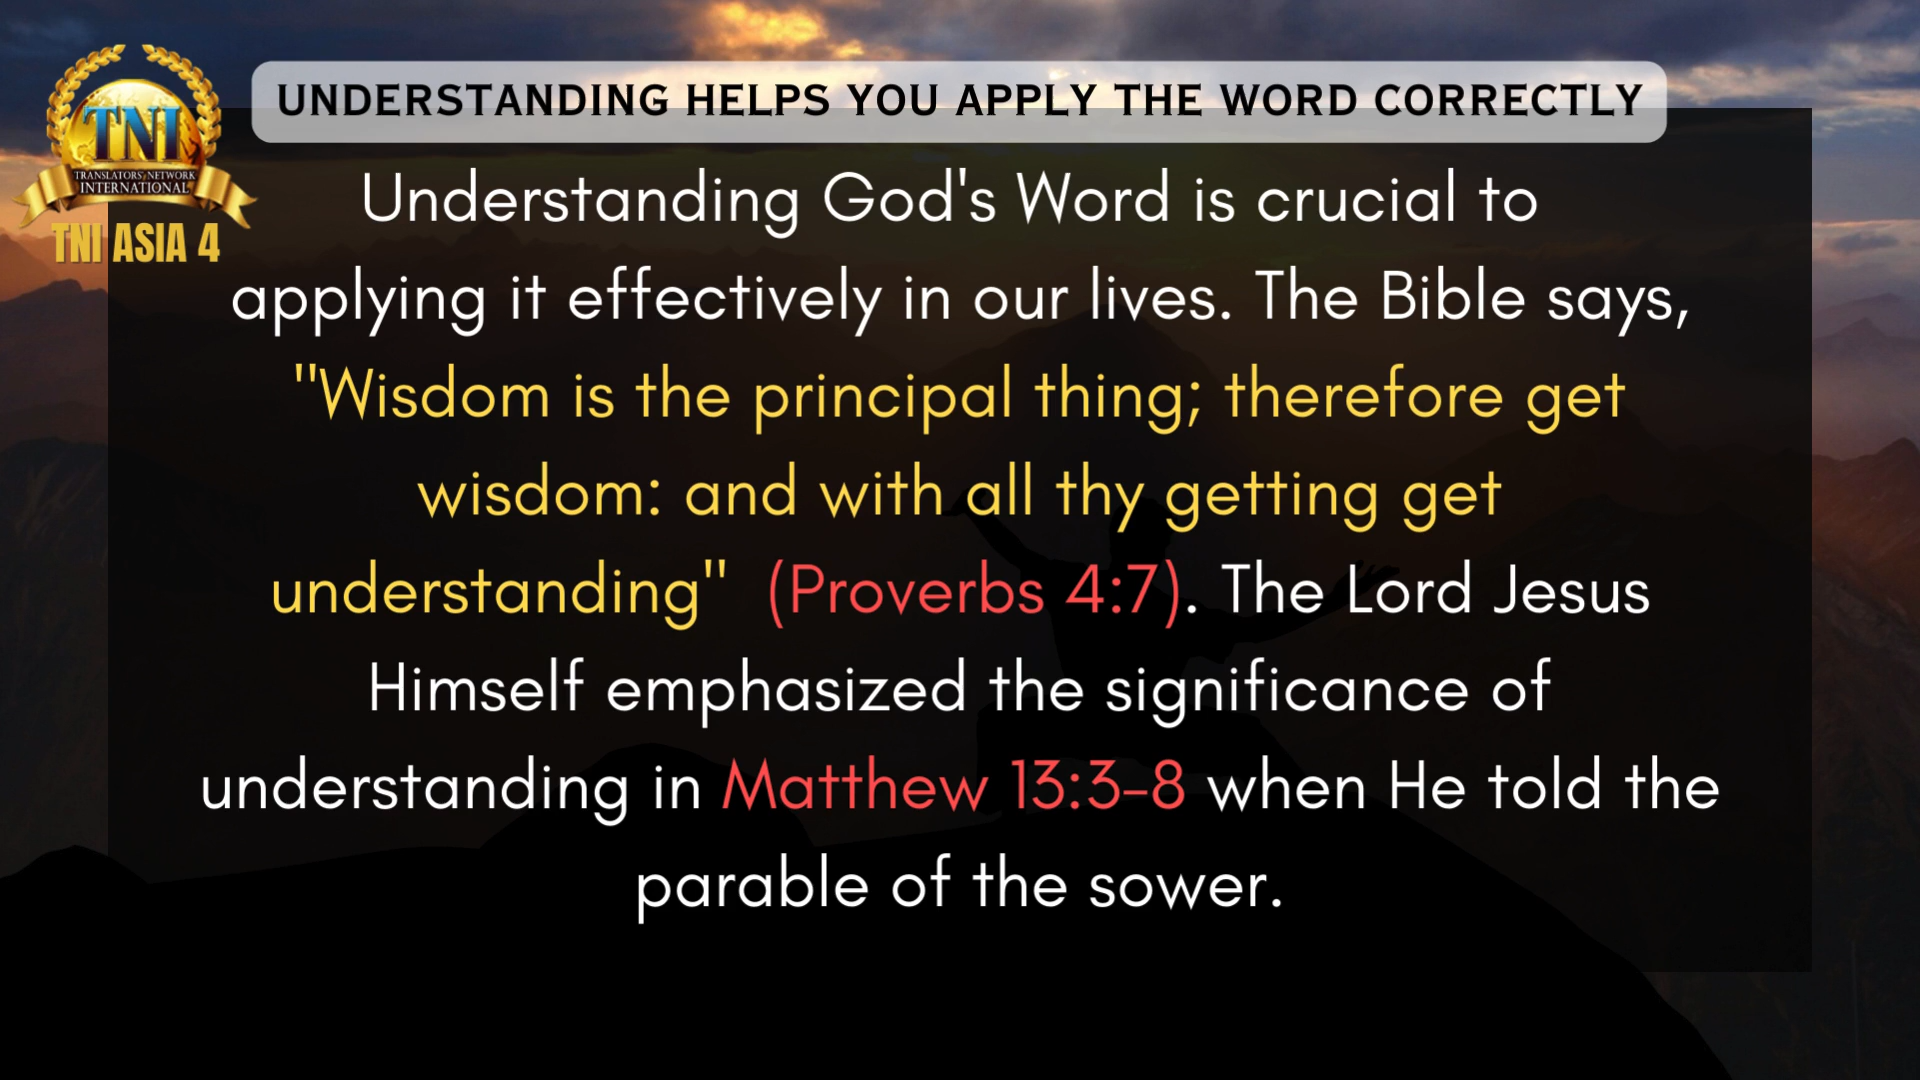 UNDERSTANDING HELPS YOU APPLY THE WORD CORRECTLY
TNI
TRANSLATORS' NETWORK
INTERNATIONAL
TNI ASIA 4
Understanding God's Word is crucial to
applying it effectively in our lives. The Bible says,
"Wisdom is the principal thing; therefore get
wisdom: and with all thy getting get
understanding" (Proverbs 4:7). The Lord Jesus
Himself emphasized the significance of
understanding in Matthew 13:3-8 when He told the
parable of the sower.